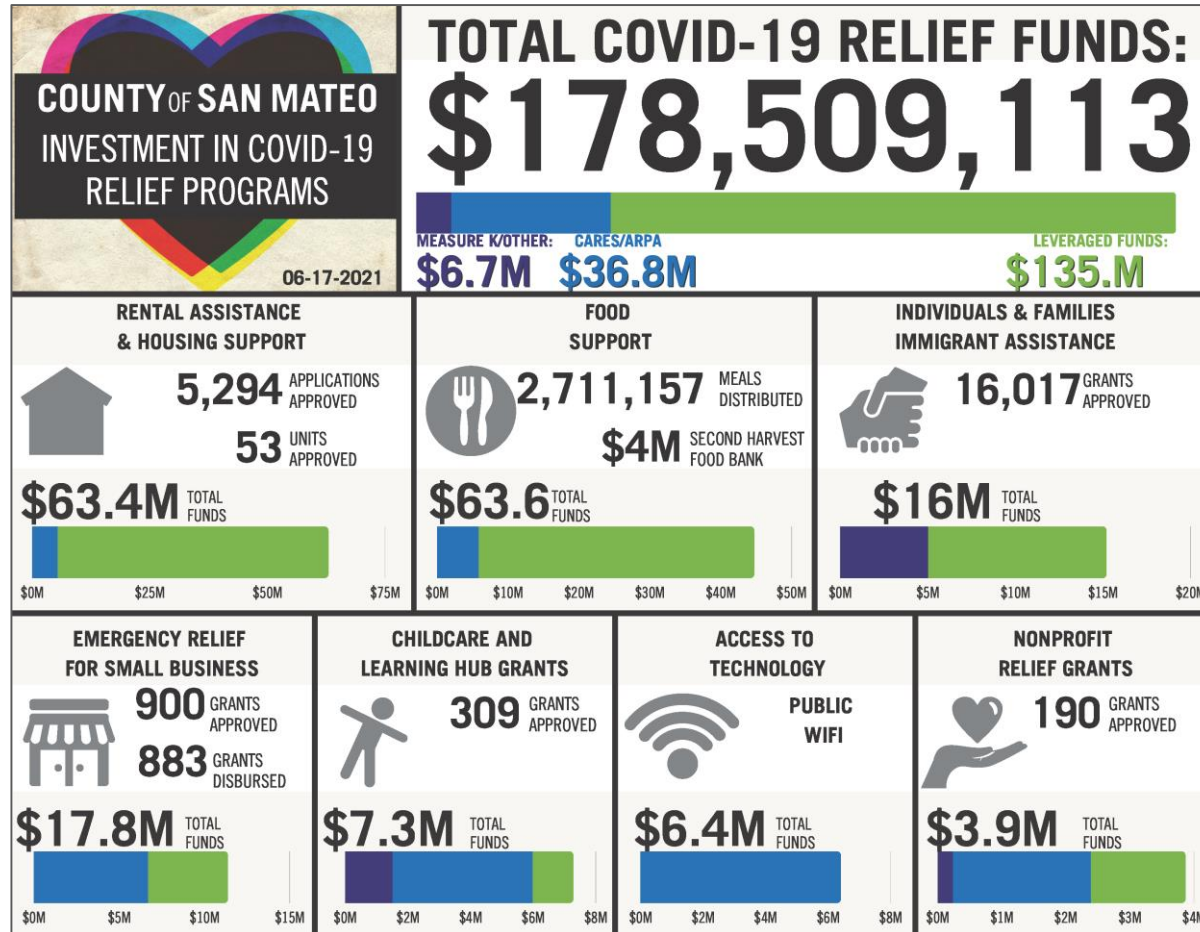 COUNTY OF SAN MATEO
INVESTMENT IN COVID-19
RELIEF PROGRAMS
06-17-2021
TOTAL COVID-19 RELIEF FUNDS:
$178,509,113
MEASURE K/OTHER:
$6.7M
CARES/ARPA
$36.8M
LEVERAGED FUNDS:
$135.M
RENTAL ASSISTANCE
& HOUSING SUPPORT
5,294 APPLICATIONS
APPROVED
53 UNITS
APPROVED
$63.4M TOTAL
FUNDS
$0M $25M $50M $75M
FOOD
SUPPORT
2,711,157 MEALS
DISTRIBUTED
$4M SECOND HARVEST
FOOD BANK
$63.6 TOTAL
FUNDS
$0M $10M $20M $30M $40M $50M
INDIVIDUALS & FAMILIES
IMMIGRANT ASSISTANCE
16,017 GRANTS
APPROVED
$16M TOTAL
FUNDS
$0M $5M $10M $15M $20M
EMERGENCY RELIEF
FOR SMALL BUSINESS
900 GRANTS
APPROVED
883 GRANTS
DISBURSED
$17.8M TOTAL
FUNDS
$0M $5M $10M $15M
CHILDCARE AND
LEARNING HUB GRANTS
309 GRANTS
APPROVED
$7.3M TOTAL
FUNDS
$0M $2M $4M $6M $8M
ACCESS TO
TECHNOLOGY
PUBLIC
WIFI
$6.4M TOTAL
FUNDS
$0M $2M $4M $6M $8M
NONPROFIT
RELIEF GRANTS
190 GRANTS
APPROVED
$3.9M TOTAL
FUNDS
$0M $1M $2M $3M $4M